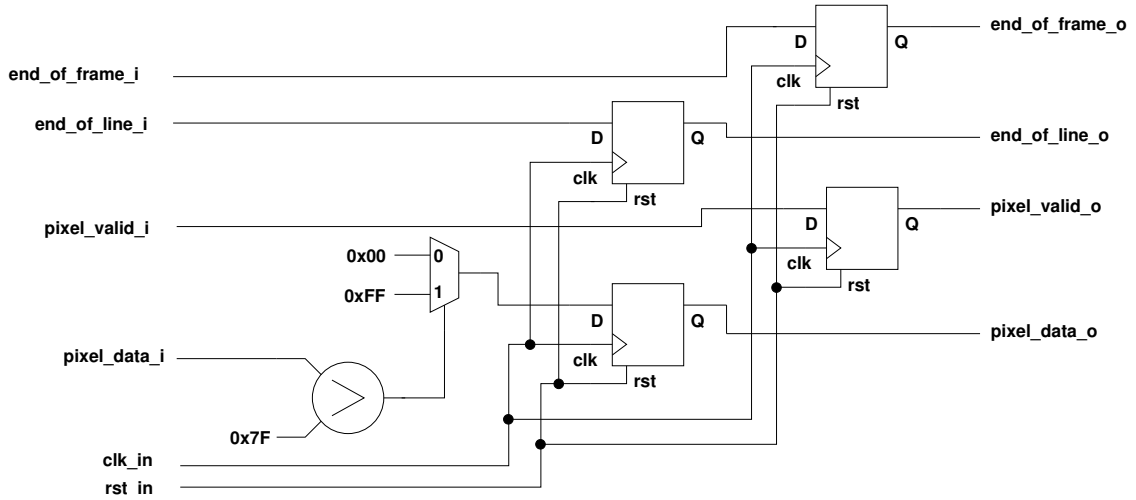 end_of_frame_i
D
Q
end_of_frame_o
clk
rst
end_of_line_i
D
Q
end_of_line_o
clk
rst
pixel_valid_i
D
Q
pixel_valid_o
clk
rst
0x00
0
0xFF
1
D
Q
pixel_data_o
clk
rst
pixel_data_i
>
0x7F
clk_in
rst_in